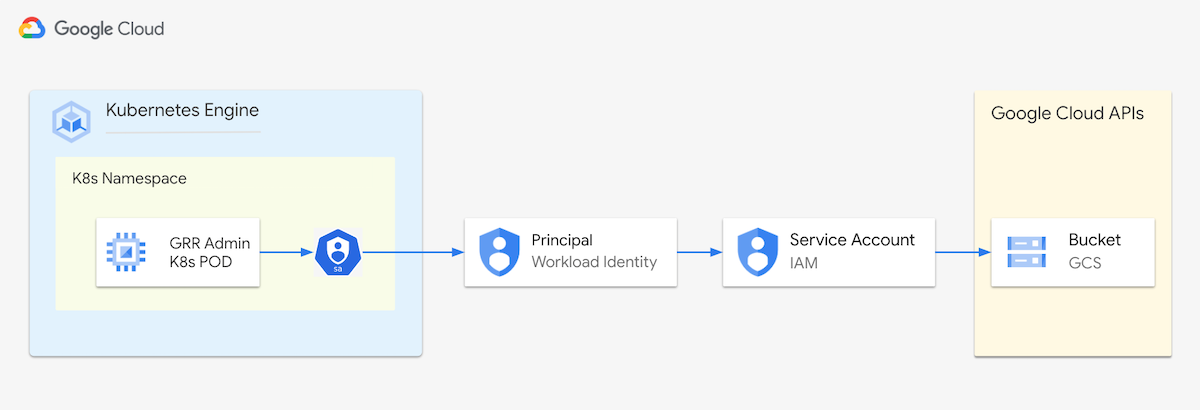 Google Cloud
Kubernetes Engine
K8s Namespace
GRR Admin
K8s POD
sa
Principal
Workload Identity
Service Account
IAM
Google Cloud APIs
Bucket
GCS